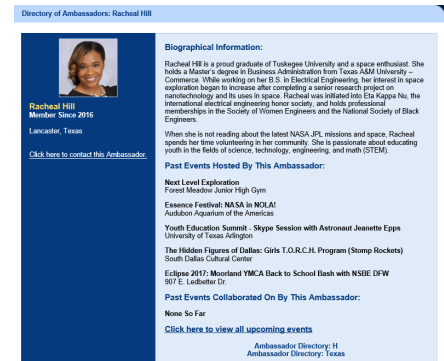 Directory of Ambassadors: Racheal Hill
Racheal Hill
Member Since 2016
Lancaster, Texas
Click here to contact this Ambassador.
Biographical Information:
Racheal Hill is a proud graduate of Tuskegee University and a space enthusiast. She
holds a Master's degree in Business Administration from Texas A&M University –
Commerce. While working on her B.S. in Electrical Engineering, her interest in space
exploration began to increase after completing a senior research project on
nanotechnology and its uses in space. Racheal was initiated into Eta Kappa Nu, the
international electrical engineering honor society, and holds professional
memberships in the Society of Women Engineers and the National Society of Black
Engineers.
When she is not reading about the latest NASA JPL missions and space, Racheal
spends her time volunteering in her community. She is passionate about educating
youth in the fields of science, technology, engineering, and math (STEM).
Past Events Hosted By This Ambassador:
Next Level Exploration
Forest Meadow Junior High Gym
Essence Festival: NASA in NOLA!
Audubon Aquarium of the Americas
Youth Education Summit - Skype Session with Astronaut Jeanette Epps
University of Texas Arlington
The Hidden Figures of Dallas: Girls T.O.R.C.H. Program (Stomp Rockets)
South Dallas Cultural Center
Eclipse 2017: Moorland YMCA Back to School Bash with NSBE DFW
907 E. Ledbetter Dr.
Past Events Collaborated On By This Ambassador:
None So Far
Click here to view all upcoming events
Ambassador Directory: H
Ambassador Directory: Texas